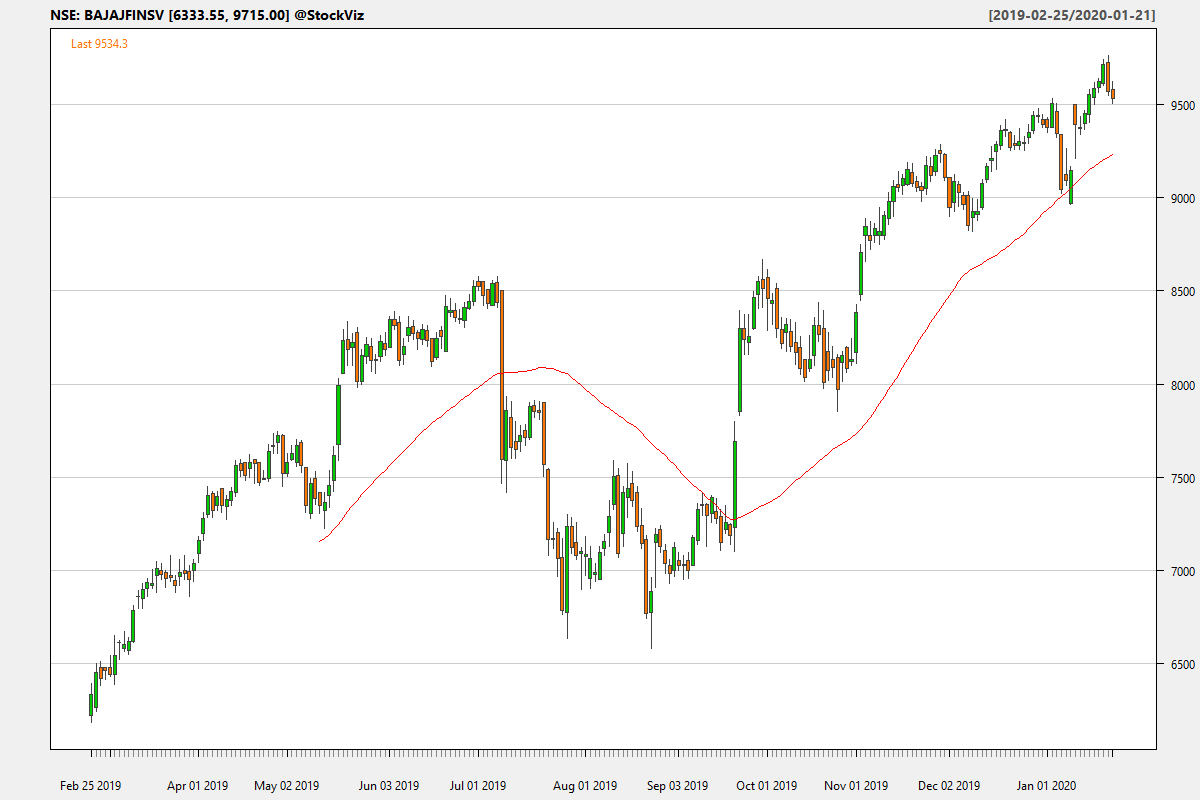 NSE: BAJAJFINSV [6333.55, 9715.00] @StockViz [2019-02-25/2020-01-21]
Last 9534.3
9500
9000
8500
8000
7500
7000
6500
Feb 25 2019 Apr 01 2019 May 02 2019 Jun 03 2019 Jul 01 2019 Aug 01 2019 Sep 03 2019 Oct 01 2019 Nov 01 2019 Dec 02 2019 Jan 01 2020